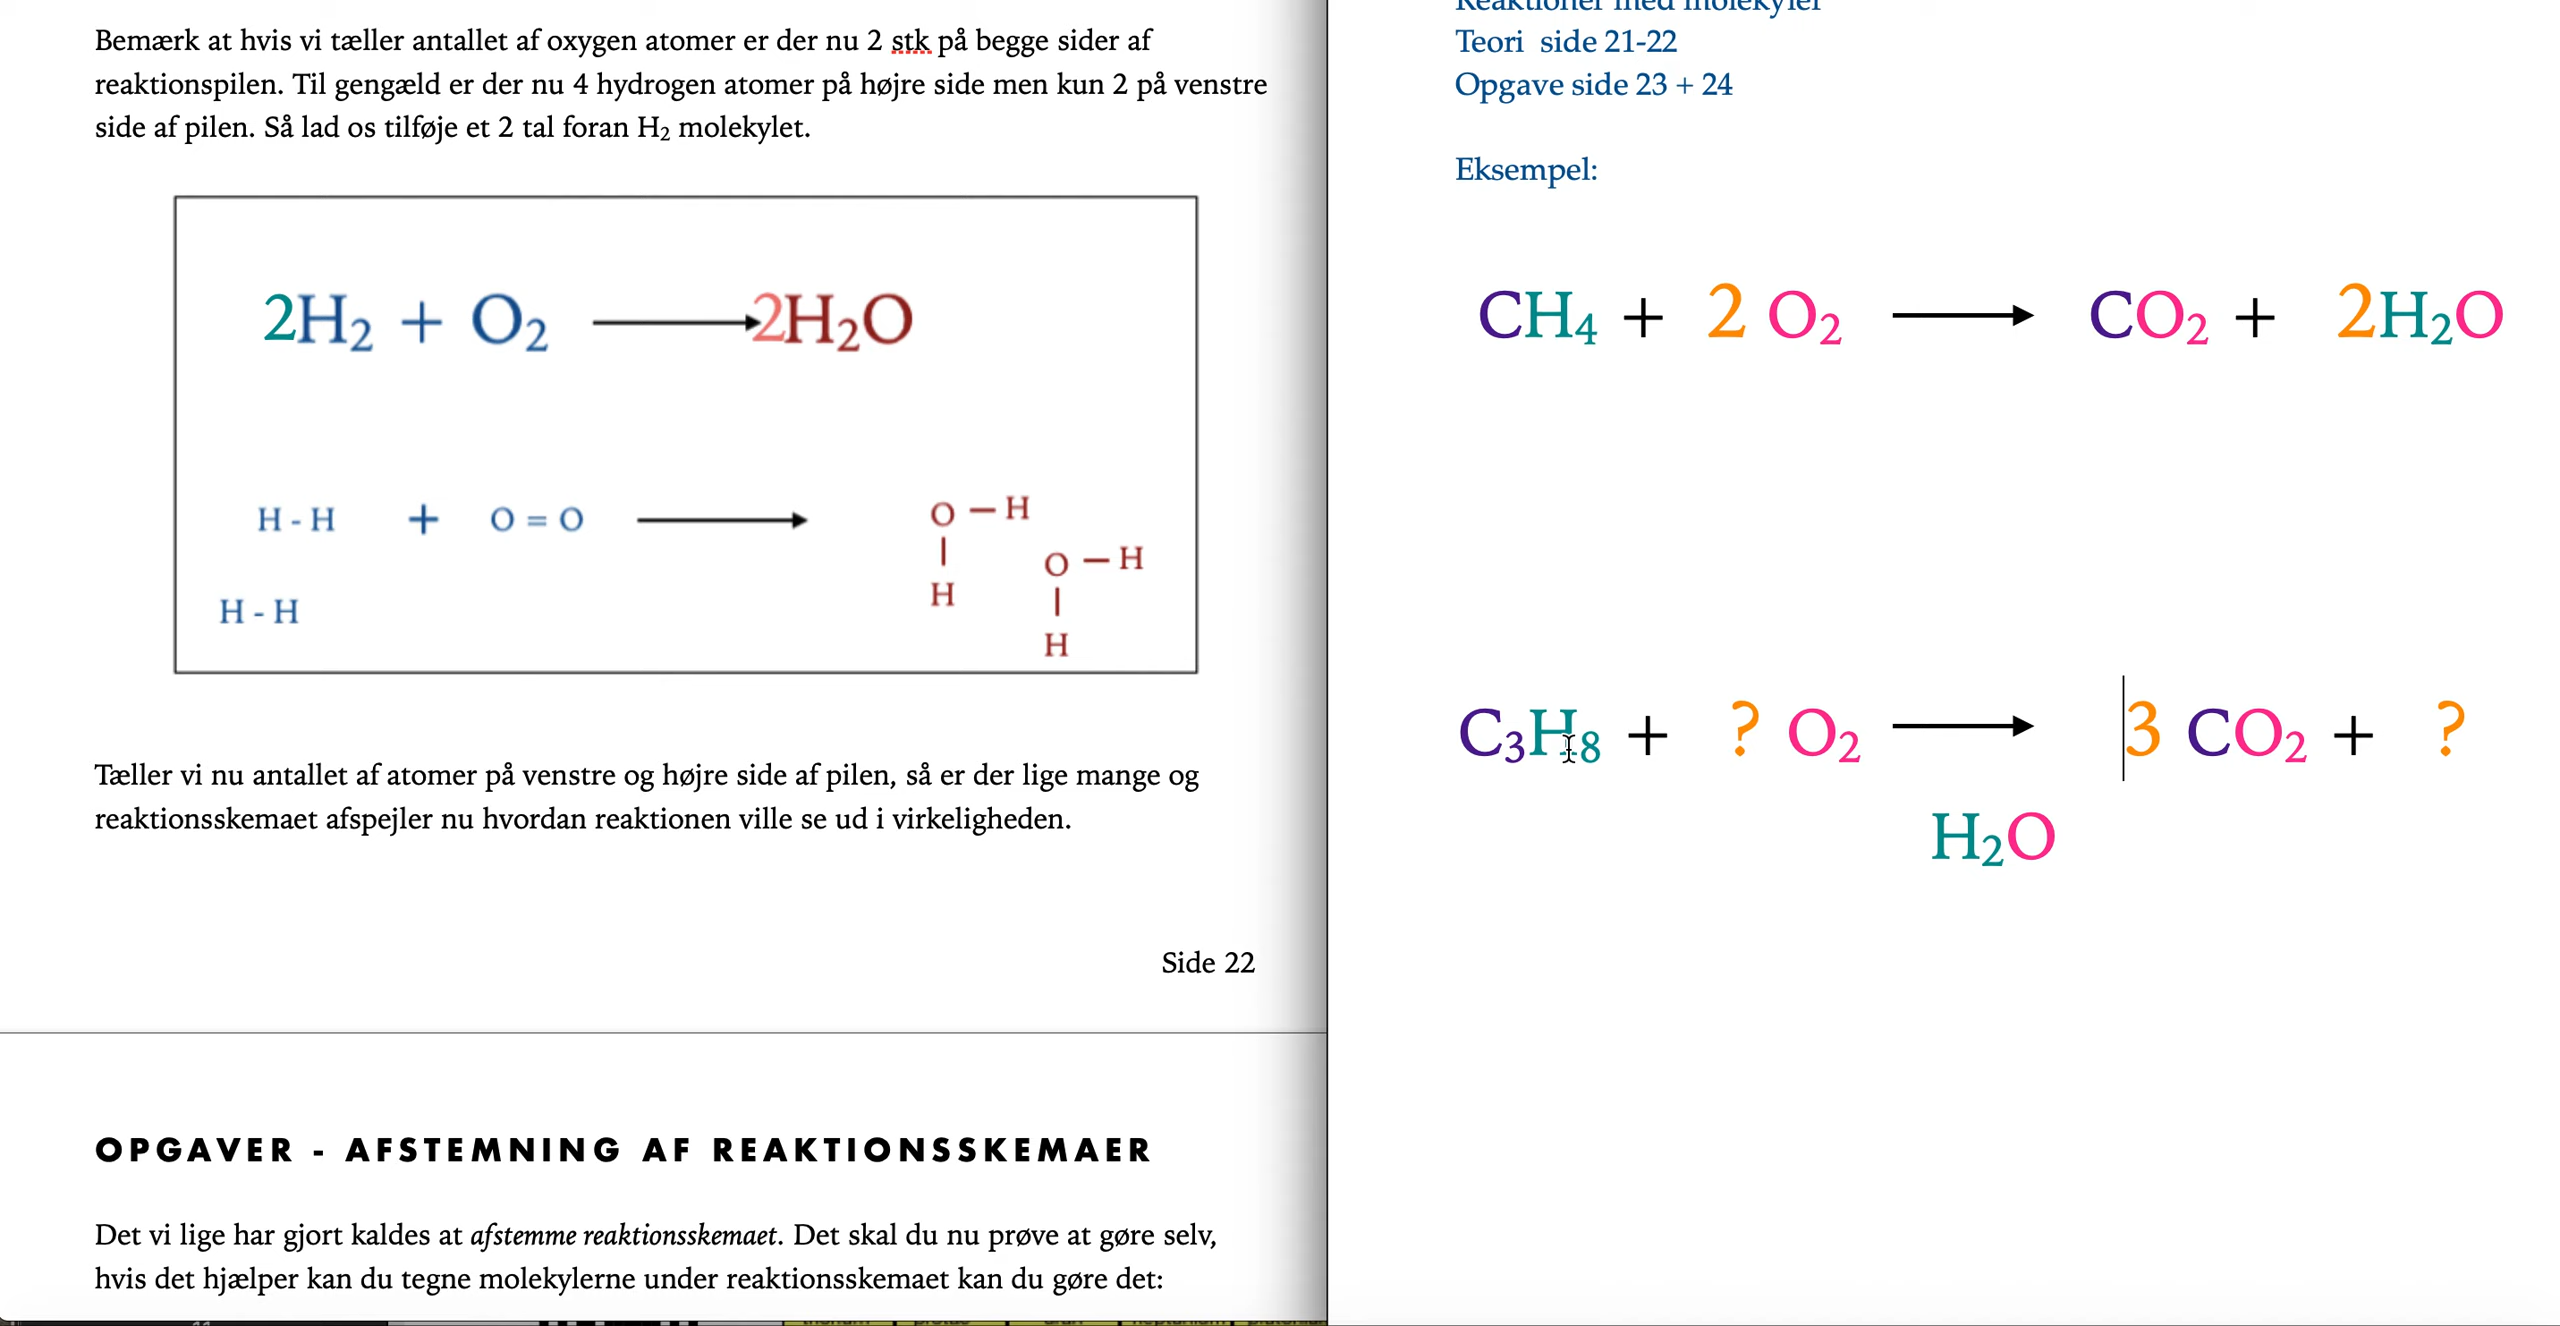 Bemærk at hvis vi tæller antallet af oxygen atomer er der nu 2 stk på begge sider af
reaktionspilen. Til gengæld er der nu 4 hydrogen atomer på højre side men kun 2 på venstre
side af pilen. Så lad os tilføje et 2 tal foran H₂ molekylet.
2H₂ + O₂ ⟶ 2H₂O
H - H + O = O ⟶ O — H
|
H
O — H
|
H
H - H
Tæller vi nu antallet af atomer på venstre og højre side af pilen, så er der lige mange og
reaktionsskemaet afspejler nu hvordan reaktionen ville se ud i virkeligheden.
Side 22
OPGAVER - AFSTEMNING AF REAKTIONSSKEMAER
Det vi lige har gjort kaldes at afstemme reaktionsskemaet. Det skal du nu prøve at gøre selv,
hvis det hjælper kan du tegne molekylerne under reaktionsskemaet kan du gøre det:
Reaktioner med molekyler
Teori side 21-22
Opgave side 23 + 24
Eksempel:
CH₄ + 2 O₂ ⟶ CO₂ + 2H₂O
C₃H₈ + ? O₂ ⟶ 3 CO₂ + ?
H₂O